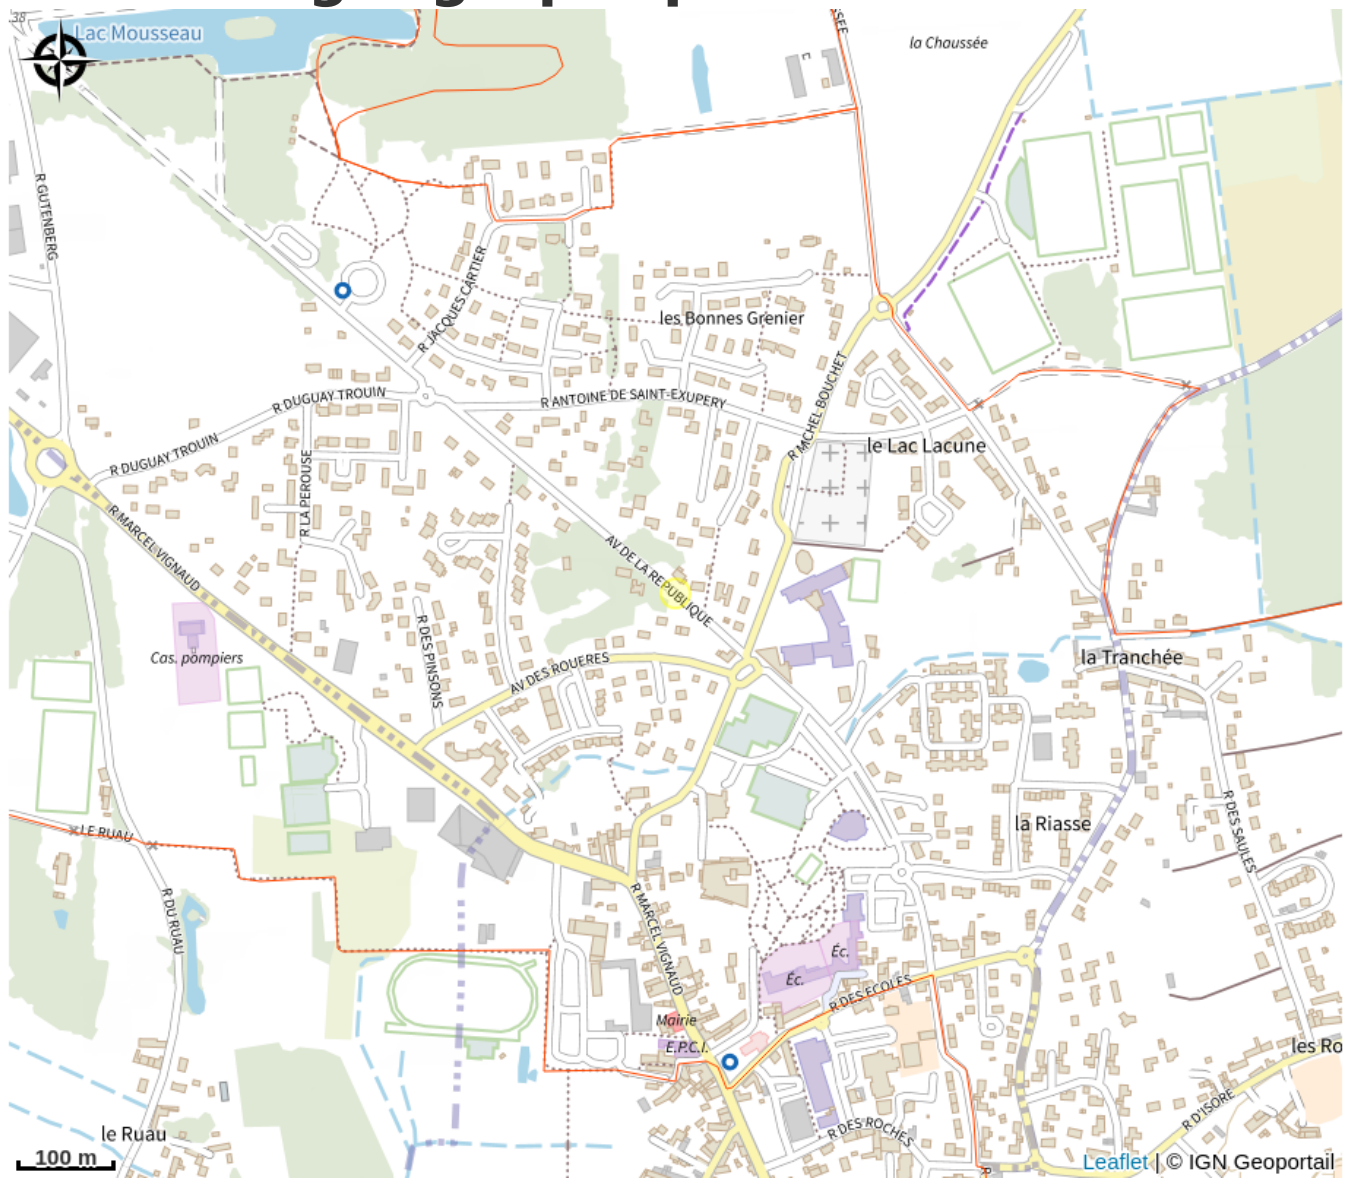 38
Lac Mousseau
SEE
la Chaussée
R GUTENBERG
R JACQUES CARTIER
les Bonnes Grenier
R MICHEL BOUCHET
R DUGUAY TROUIN
R ANTOINE DE SAINT-EXUPERY
le Lac Lacune
R DUGUAY TROUIN
R LA PEROUSE
R MARCEL VIGNAUD
AV DE LA REPUBLIQUE
R DES PINSONS
Cas. pompiers
AV DES ROUERES
la Tranchée
R DES SAULES
la Riasse
LE RUAU
R DU RUAU
R MARCEL VIGNAUD
Éc.
Éc.
R DES ECOLES
Mairie
E.P.C.I.
les Ro
R D'ISORE
le Ruau
R DES ROCHES
R
100 m
Leaflet | © IGN Geoportail